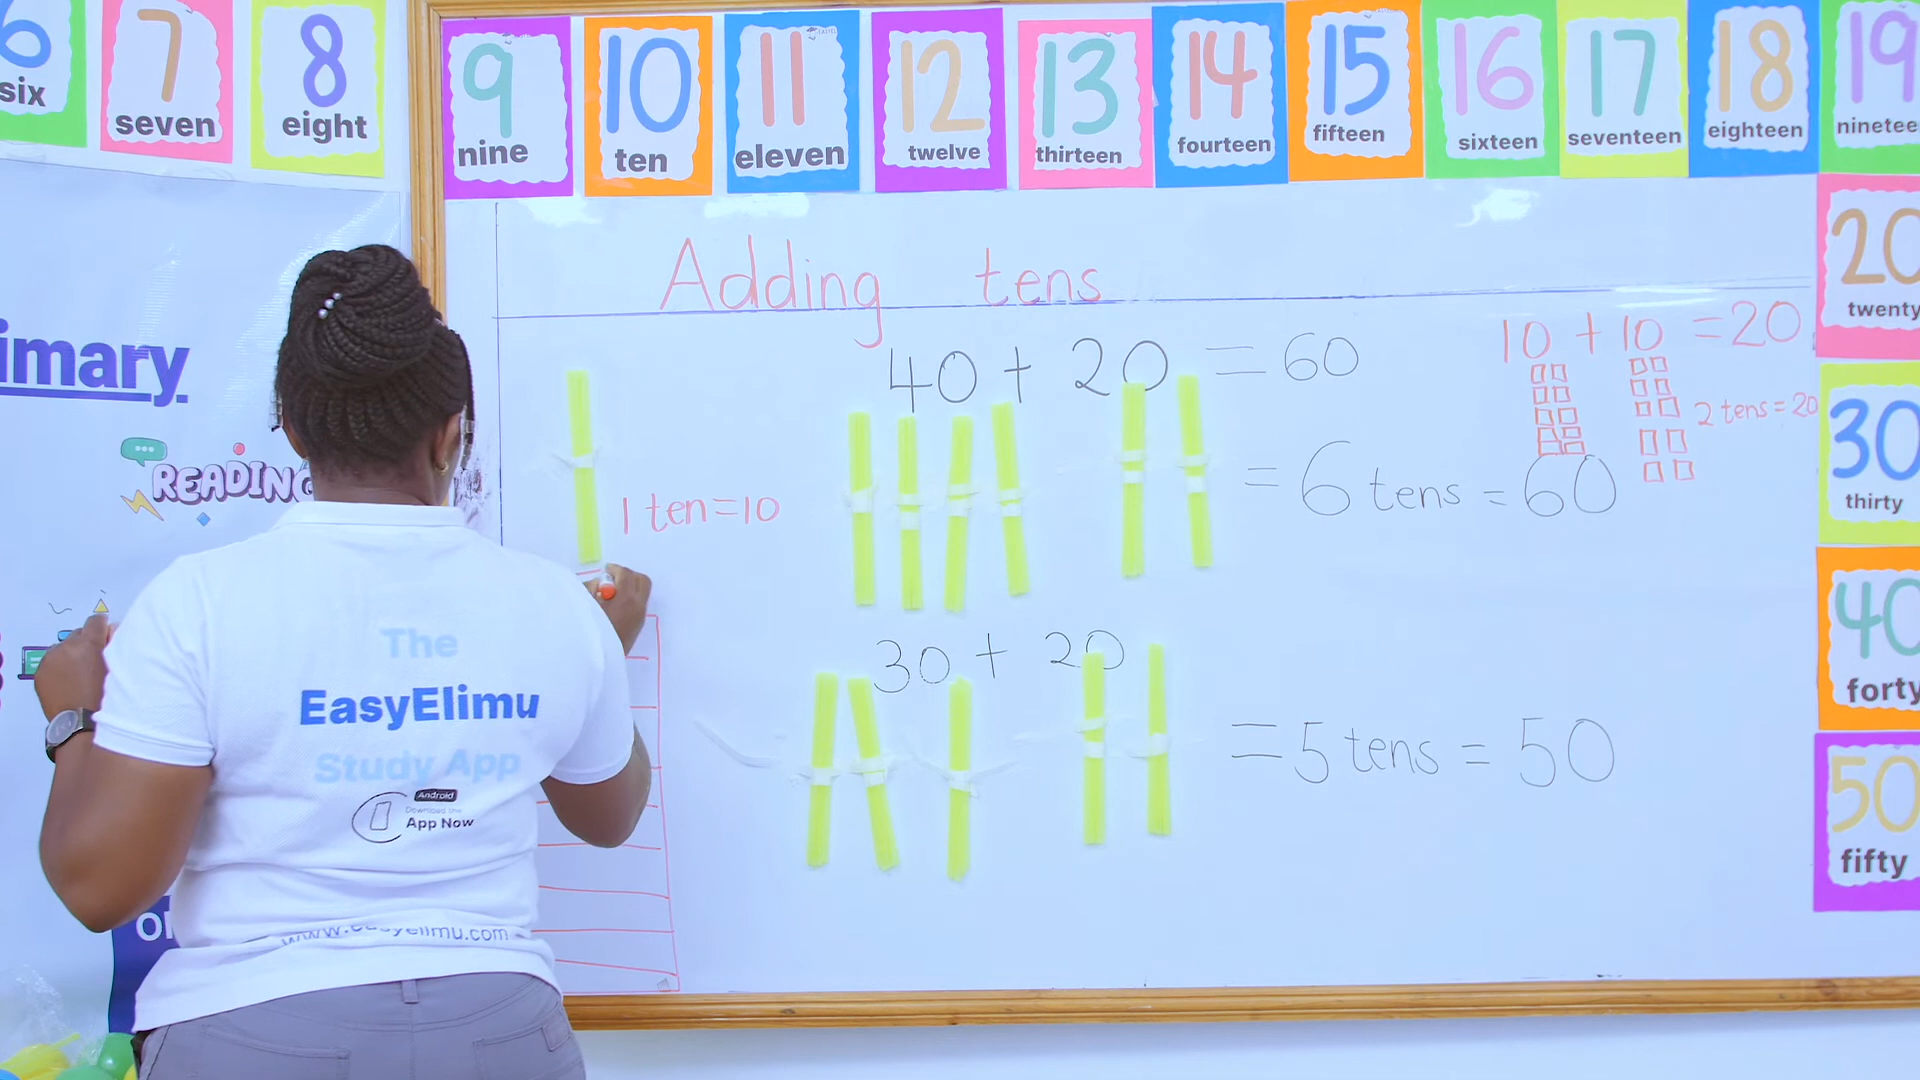 6
six
7
seven
8
eight
9
nine
10
ten
11
eleven
12
twelve
13
thirteen
14
fourteen
15
fifteen
16
sixteen
17
seventeen
18
eighteen
19
ninetee
20
twenty
30
thirty
40
forty
50
fifty
imary
READING
Adding tens
40 + 20 = 60
= 6 tens = 60
10 + 10 = 20
2 tens = 20
1 ten = 10
30 + 20
= 5 tens = 50
The
EasyElimu
Study App
Android
Download the
App Now
www.easyelimu.com